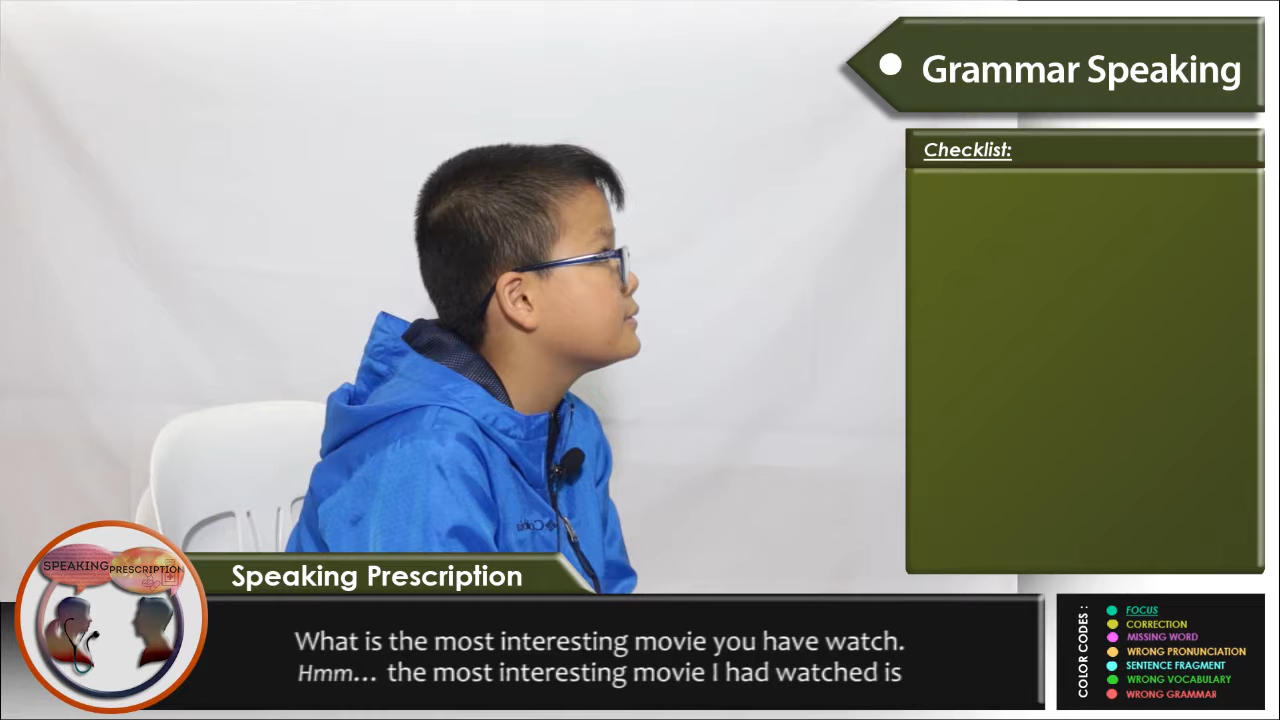 Grammar Speaking
Checklist:
SPEAKING
PRESCRIPTION
Speaking Prescription
What is the most interesting movie you have watch.
Hmm... the most interesting movie I had watched is
COLOR CODES :
FOCUS
CORRECTION
MISSING WORD
WRONG PRONUNCIATION
SENTENCE FRAGMENT
WRONG VOCABULARY
WRONG GRAMMAR